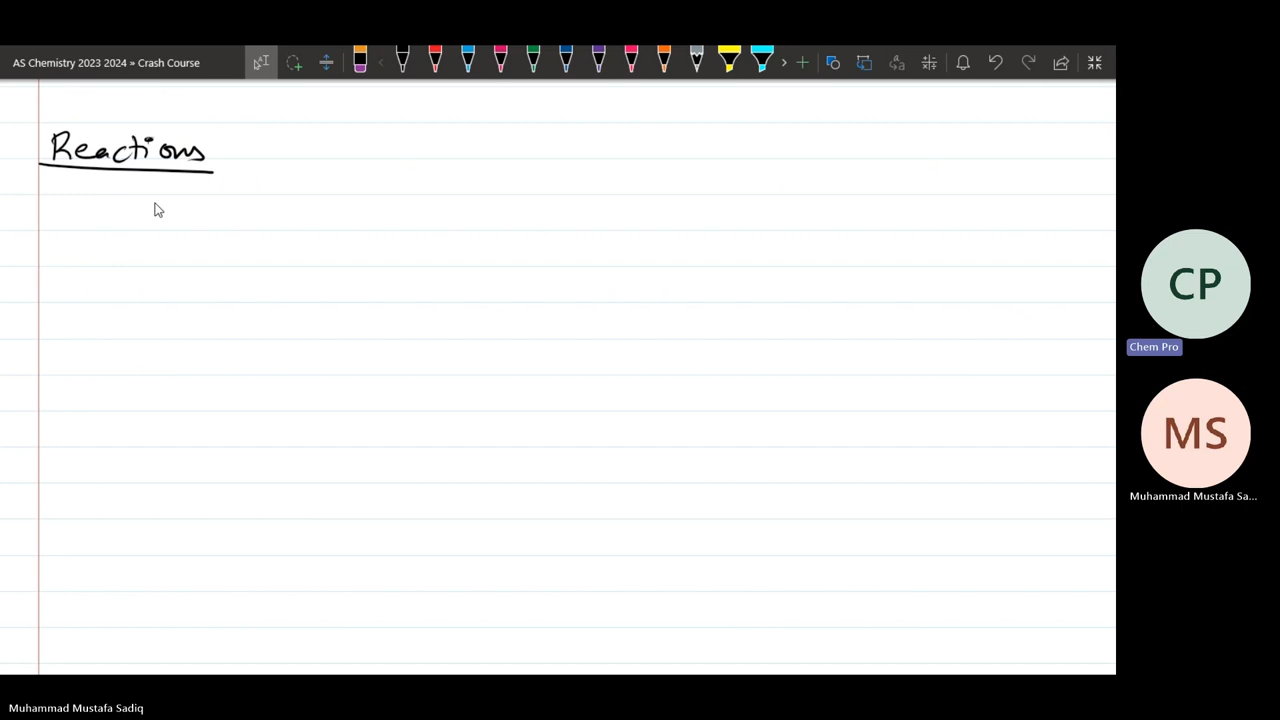 AS Chemistry 2023 2024 » Crash Course
Reactions
CP
Chem Pro
MS
Muhammad Mustafa Sa...
Muhammad Mustafa Sadiq